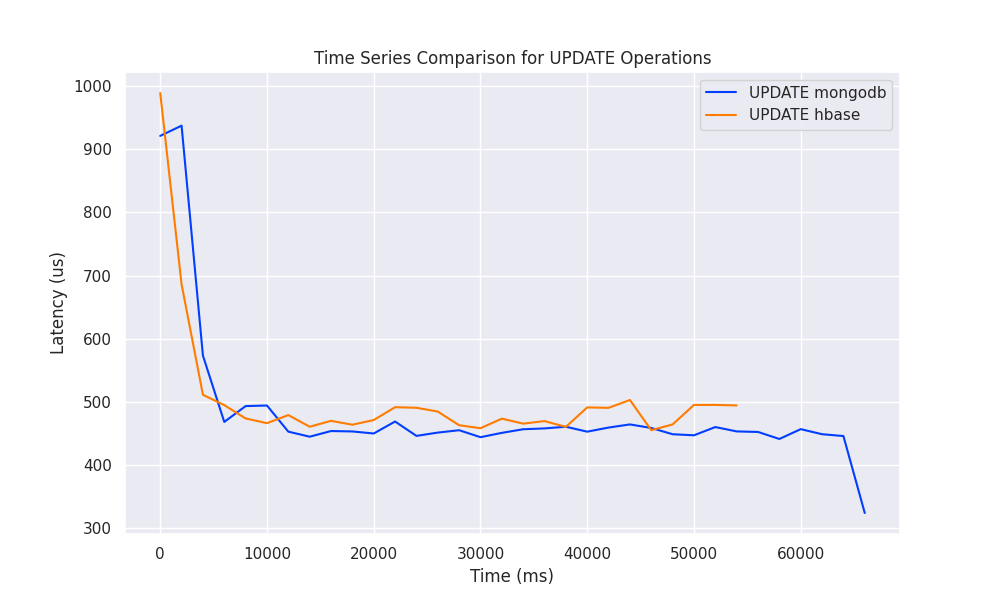 Time Series Comparison for UPDATE Operations
UPDATE mongodb
UPDATE hbase
Latency (us)
1000
900
800
700
600
500
400
300
0 10000 20000 30000 40000 50000 60000
Time (ms)